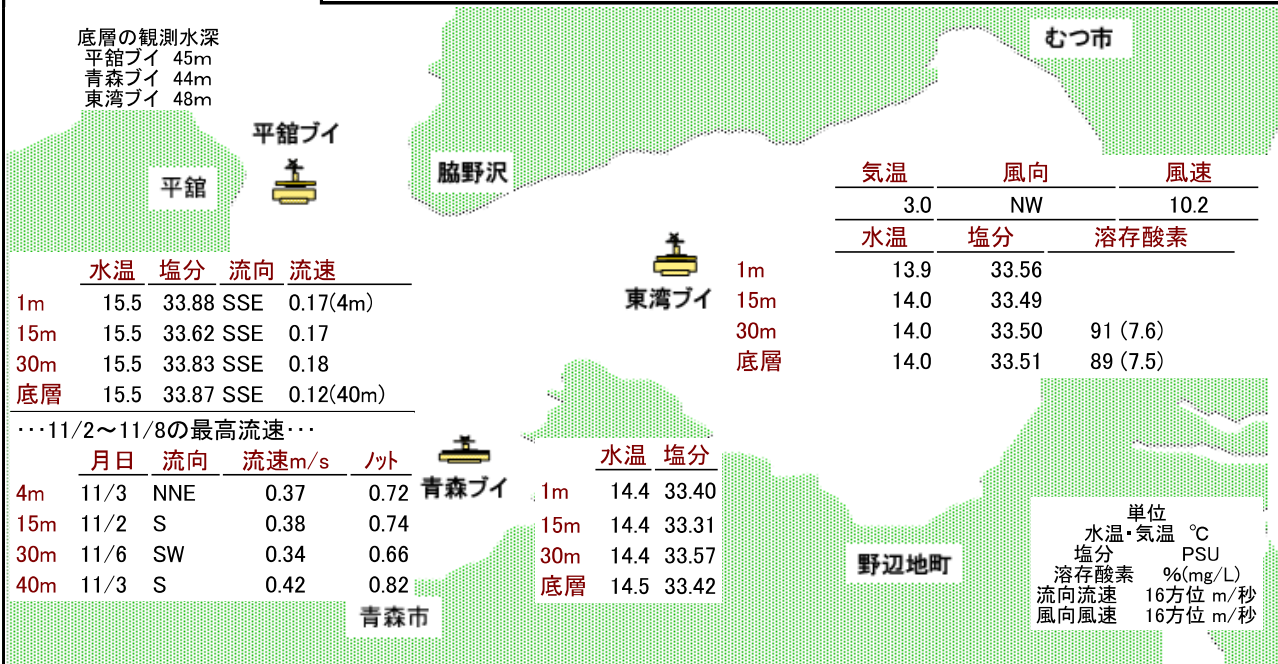 底層の観測水深
平舘ブイ 45m
青森ブイ 44m
東湾ブイ 48m
むつ市
平舘ブイ
脇野沢
平舘
気温 風向 風速
3.0 NW 10.2
水温 塩分 溶存酸素
1m 13.9 33.56
15m 14.0 33.49
30m 14.0 33.50 91 (7.6)
底層 14.0 33.51 89 (7.5)
東湾ブイ
水温 塩分 流向 流速
1m 15.5 33.88 SSE 0.17(4m)
15m 15.5 33.62 SSE 0.17
30m 15.5 33.83 SSE 0.18
底層 15.5 33.87 SSE 0.12(40m)
･･･11/2～11/8の最高流速･･･
月日 流向 流速m/s ﾉｯﾄ
4m 11/3 NNE 0.37 0.72
15m 11/2 S 0.38 0.74
30m 11/6 SW 0.34 0.66
40m 11/3 S 0.42 0.82
青森ブイ
水温 塩分
1m 14.4 33.40
15m 14.4 33.31
30m 14.4 33.57
底層 14.5 33.42
青森市
野辺地町
単位
水温･気温 ℃
塩分 PSU
溶存酸素 %(mg/L)
流向流速 16方位 m/秒
風向風速 16方位 m/秒